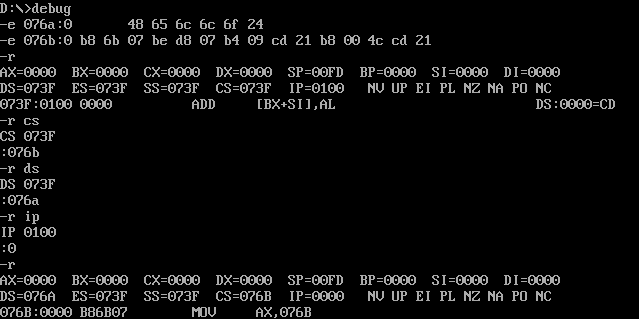 D:\>debug
-e 076a:0      48 65 6c 6c 6f 24
-e 076b:0 b8 6b 07 be d8 07 b4 09 cd 21 b8 00 4c cd 21
-r
AX=0000  BX=0000  CX=0000  DX=0000  SP=00FD  BP=0000  SI=0000  DI=0000
DS=073F  ES=073F  SS=073F  CS=073F  IP=0100   NV UP EI PL NZ NA PO NC
073F:0100 0000          ADD     [BX+SI],AL                         DS:0000=CD
-r cs
CS 073F
:076b
-r ds
DS 073F
:076a
-r ip
IP 0100
:0
-r
AX=0000  BX=0000  CX=0000  DX=0000  SP=00FD  BP=0000  SI=0000  DI=0000
DS=076A  ES=073F  SS=073F  CS=076B  IP=0000   NV UP EI PL NZ NA PO NC
076B:0000 B86B07        MOV     AX,076B